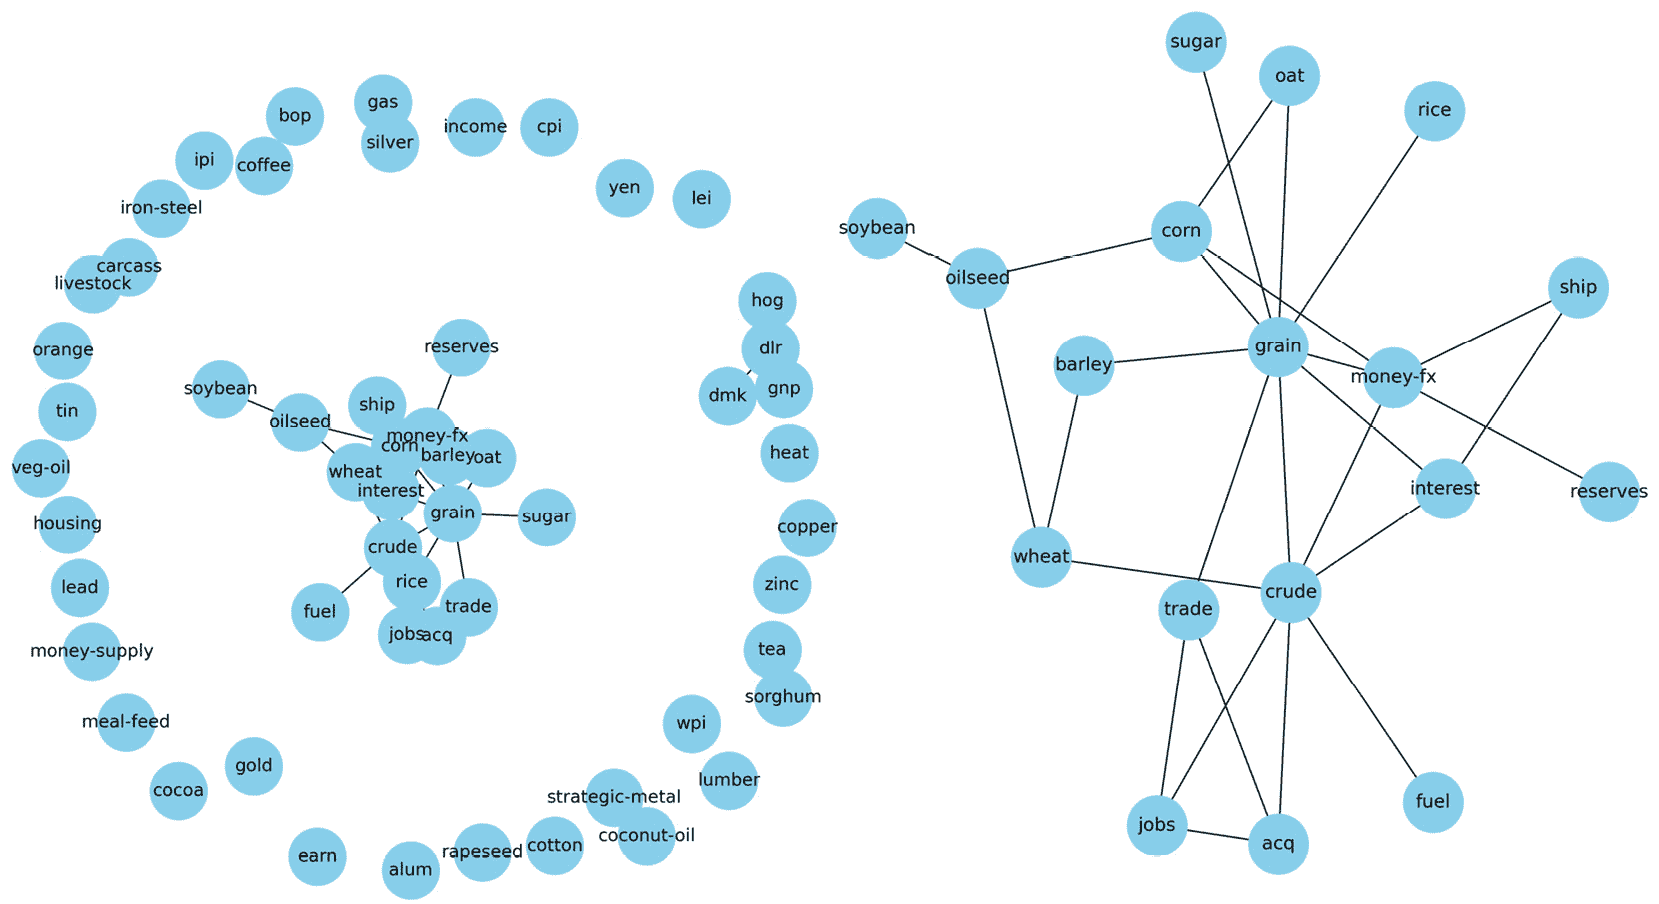 bop
gas
silver
income
cpi
ipi
coffee
yen
lei
iron-steel
carcass
livestock
hog
orange
dlr
dmk
gnp
tin
heat
veg-oil
housing
copper
lead
zinc
money-supply
tea
sorghum
meal-feed
wpi
gold
cocoa
lumber
strategic-metal
coconut-oil
earn
alum
rapeseed
cotton
reserves
soybean
ship
oilseed
money-fx
corn
barley
oat
wheat
interest
grain
sugar
crude
rice
fuel
trade
jobs
acq
sugar
oat
rice
soybean
corn
oilseed
ship
grain
barley
money-fx
interest
reserves
wheat
crude
trade
fuel
jobs
acq